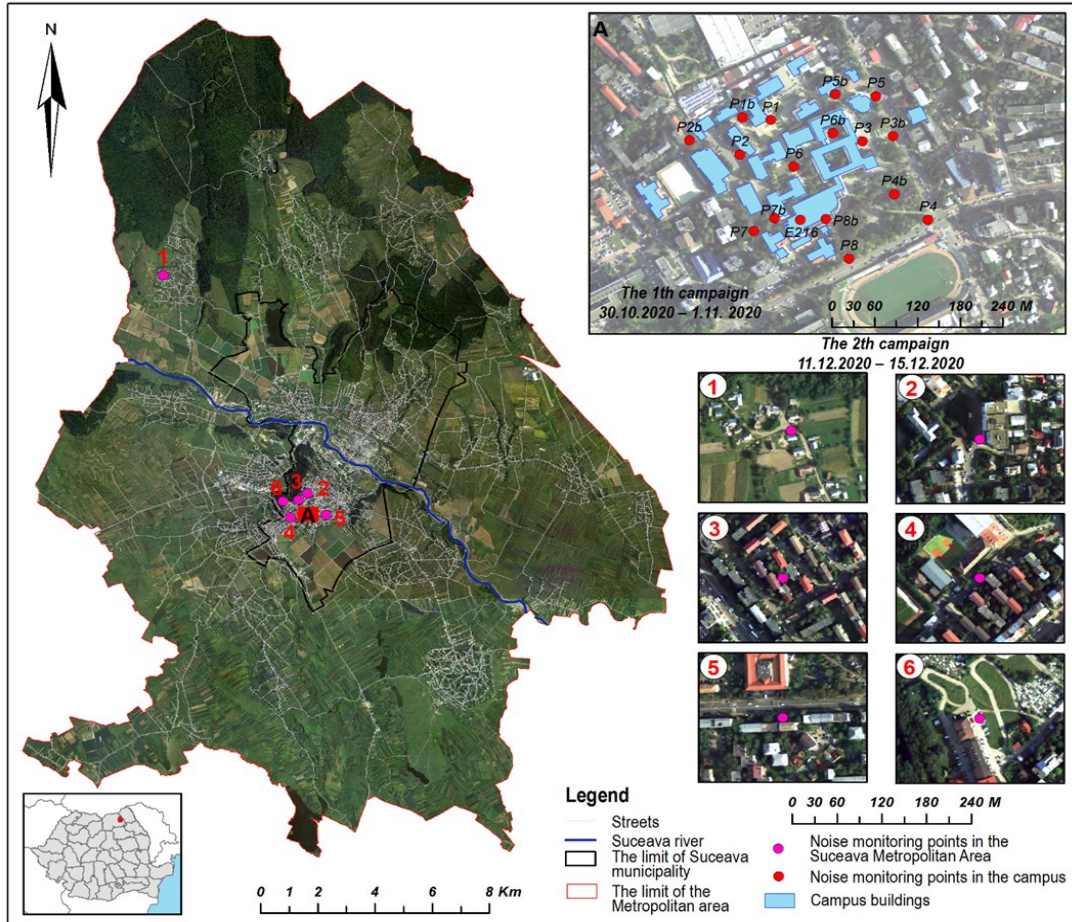 N
1
6
3
2
A
4
5
A
P5b
P5
P1b
P1
P2b
P6b
P3
P3b
P2
P6
P4b
P7b
P4
P7
E216
P8b
P8
The 1th campaign
30.10.2020 – 1.11. 2020
0 30 60 120 180 240 M
The 2th campaign
11.12.2020 – 15.12.2020
1
2
3
4
5
6
0 30 60 120 240 M
Legend
Streets
Suceava river
The limit of Suceava
municipality
The limit of the
Metropolitan area
Noise monitoring points in the
Suceava Metropolitan Area
Noise monitoring points in the campus
Campus buildings
0 1 2 4 6 8 Km